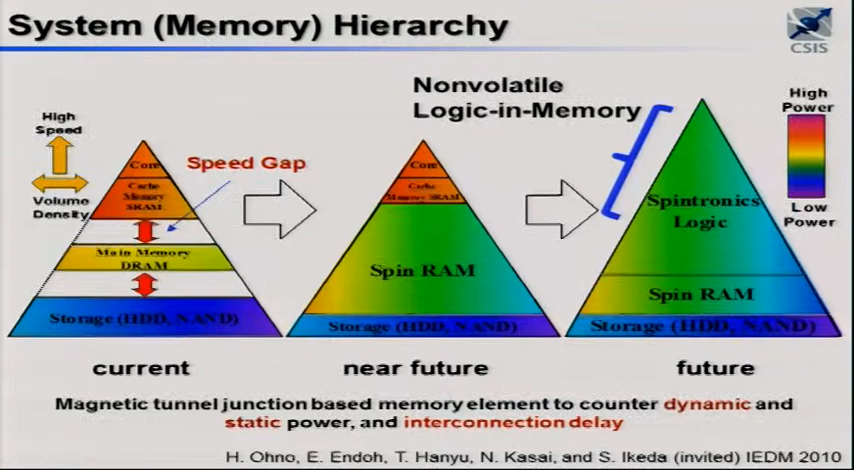 System (Memory) Hierarchy
CSIS
Nonvolatile
Logic-in-Memory
High
Speed
Volume
Density
Speed Gap
High
Power
Low
Power
Core
Cache
Memory
SRAM
Main Memory
DRAM
Storage (HDD, NAND)
Core
Cache
Memory SRAM
Spin RAM
Storage (HDD, NAND)
Spintronics
Logic
Spin RAM
Storage (HDD, NAND)
current
near future
future
Magnetic tunnel junction based memory element to counter dynamic and
static power, and interconnection delay
H. Ohno, E. Endoh, T. Hanyu, N. Kasai, and S. Ikeda (invited) IEDM 2010